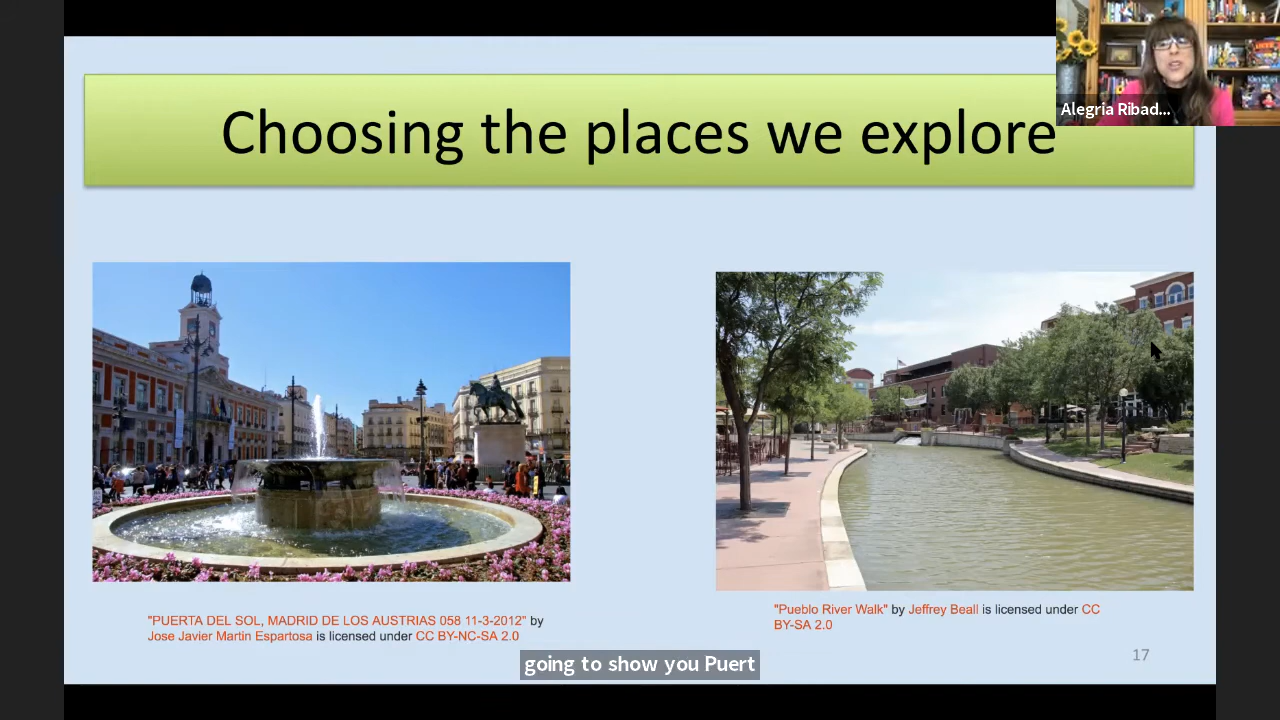 Choosing the places we explore
Alegria Ribad...
"PUERTA DEL SOL, MADRID DE LOS AUSTRIAS 058 11-3-2012" by
Jose Javier Martin Espartosa is licensed under CC BY-NC-SA 2.0
"Pueblo River Walk" by Jeffrey Beall is licensed under CC
BY-SA 2.0
going to show you Puert
17